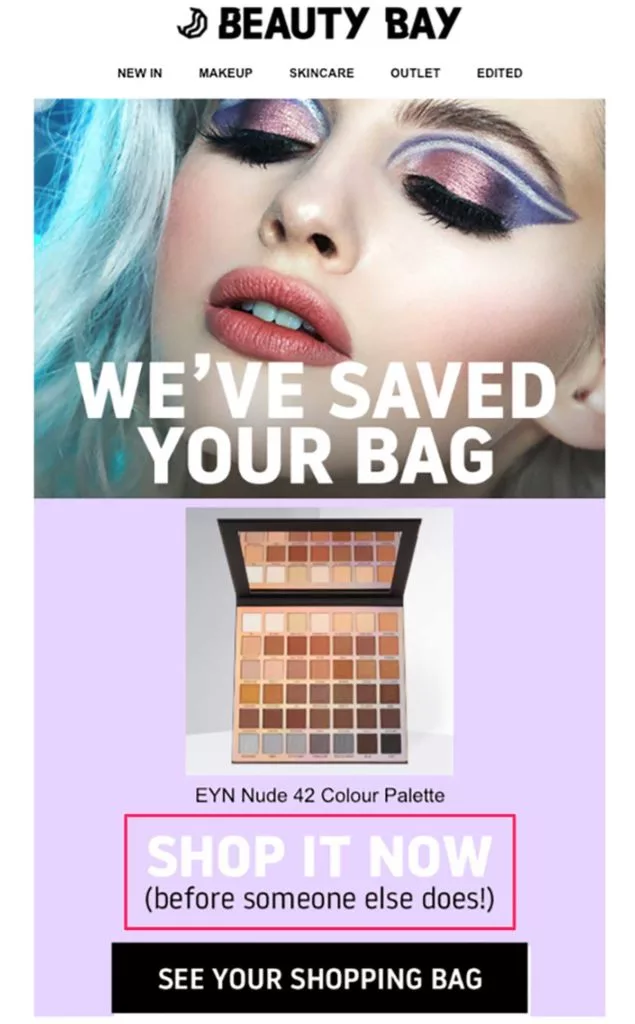 BEAUTY BAY
NEW IN MAKEUP SKINCARE OUTLET EDITED
WE'VE SAVED
YOUR BAG
EYN Nude 42 Colour Palette
SHOP IT NOW
(before someone else does!)
SEE YOUR SHOPPING BAG